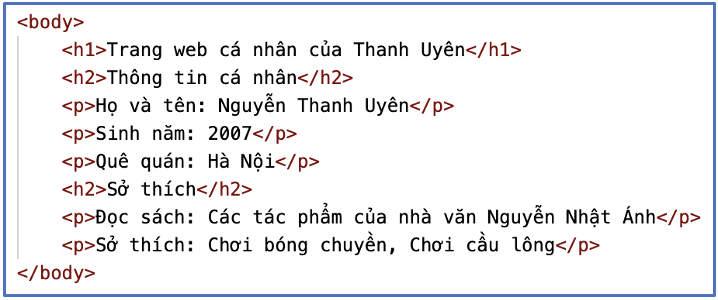 <body>
<h1>Trang web cá nhân của Thanh Uyên</h1>
<h2>Thông tin cá nhân</h2>
<p>Họ và tên: Nguyễn Thanh Uyên</p>
<p>Sinh năm: 2007</p>
<p>Quê quán: Hà Nội</p>
<h2>Sở thích</h2>
<p>Đọc sách: Các tác phẩm của nhà văn Nguyễn Nhật Ánh</p>
<p>Sở thích: Chơi bóng chuyền, Chơi cầu lông</p>
</body>